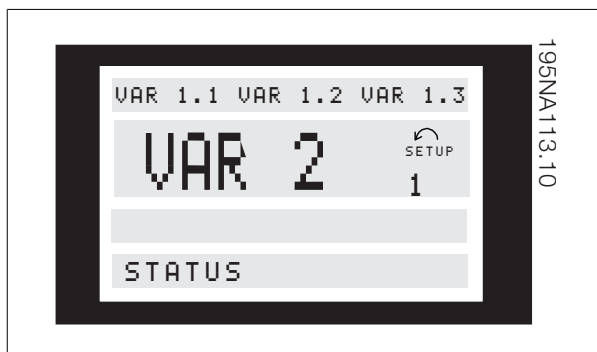 VAR 1.1 VAR 1.2 VAR 1.3
VAR 2
SETUP
1
STATUS
195NA113.10